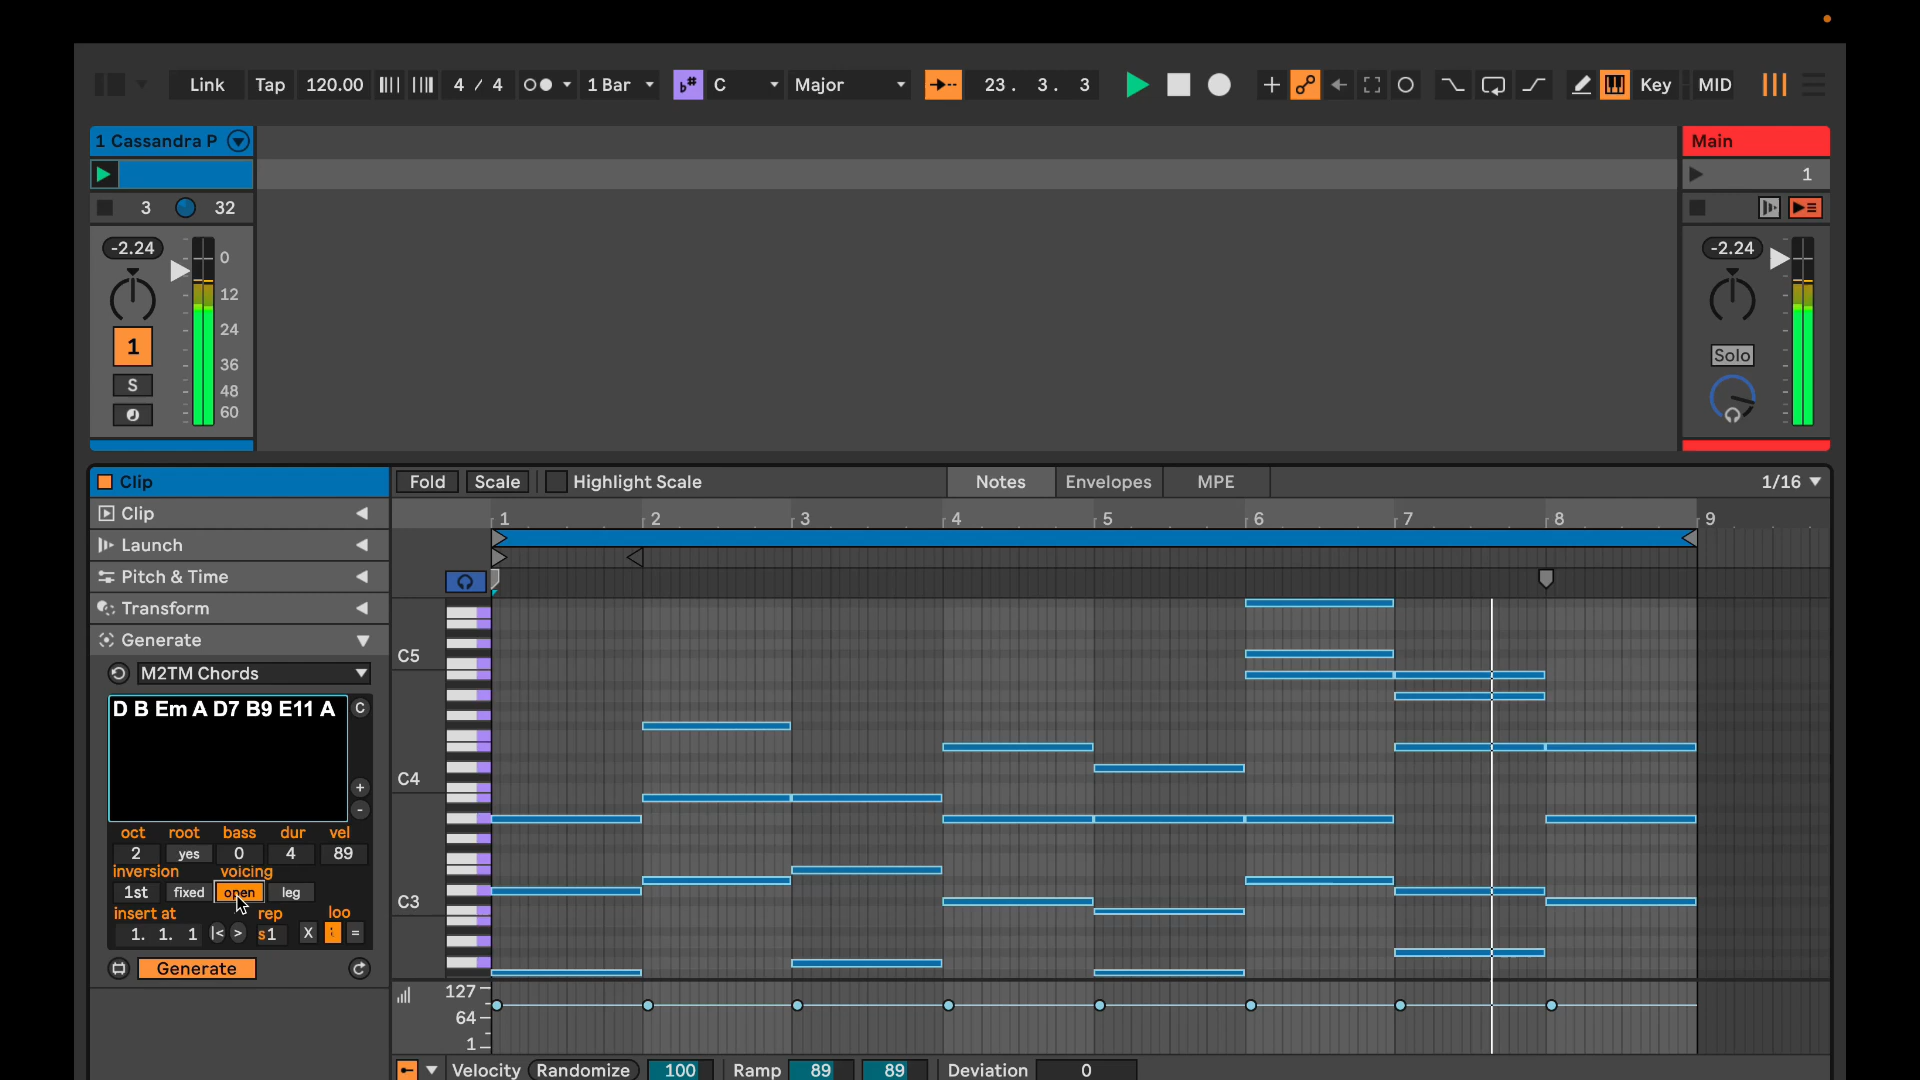 Link Tap 120.00 4 / 4 1 Bar C Major 23. 3. 3 Key MID
1 Cassandra P
Main
1
3 32
-2.24
0
12
24
36
48
60
1
S
-2.24
Solo
Clip Fold Scale Highlight Scale Notes Envelopes MPE 1/16
Clip 1 2 3 4 5 6 7 8 9
Launch
Pitch & Time
Transform
Generate
M2TM Chords
D B Em A D7 B9 E11 A C
+
-
oct root bass dur vel
2 yes 0 4 89
inversion voicing
1st fixed open leg
insert at rep loo
1. 1. 1 |< > s1 X =
Generate
C5
C4
C3
127
64
1
Velocity Randomize 100 Ramp 89 89 Deviation 0